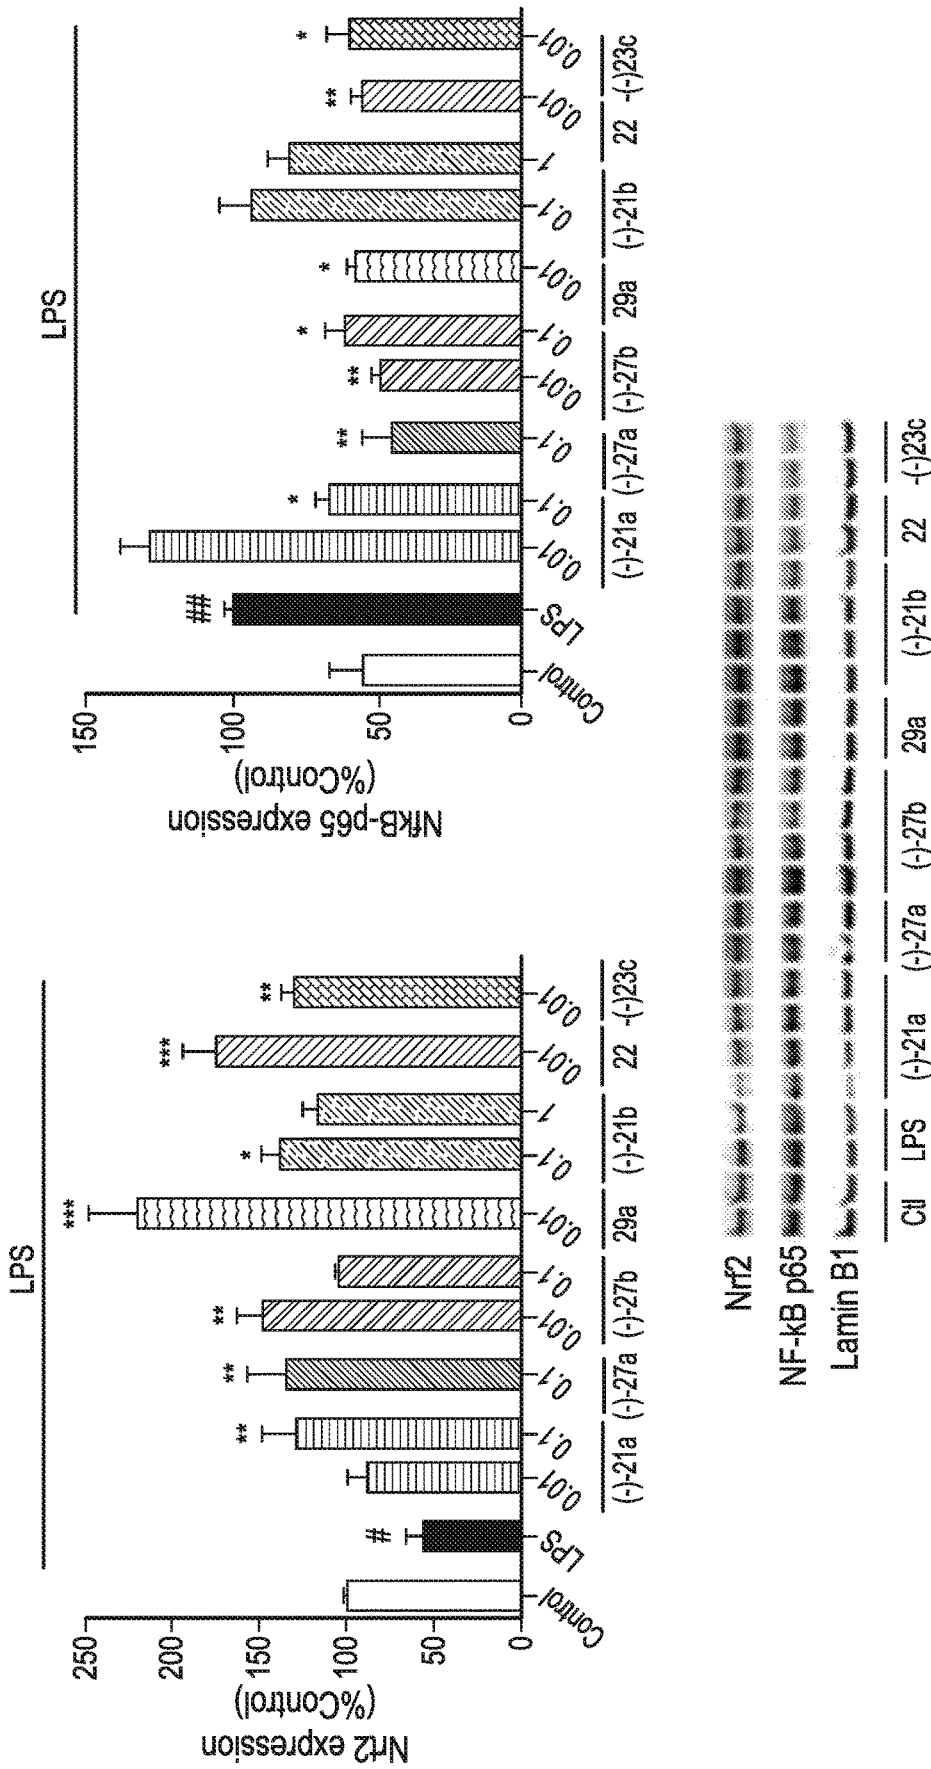 LPS
Nrf2 expression
(%Control)
250
200
150
100
50
0
#
**
**
**
***
*
***
**
Control
LPS
0.01
0.1
0.1
0.01
0.1
0.01
0.1
1
0.01
0.01
(-)-21a
(-)-27a
(-)-27b
29a
(-)-21b
22
-(-)23c
LPS
NfkB-p65 expression
(%Control)
150
100
50
0
##
*
**
**
*
*
**
*
Control
LPS
0.01
0.1
0.1
0.01
0.1
0.01
0.1
1
0.01
0.01
(-)-21a
(-)-27a
(-)-27b
29a
(-)-21b
22
-(-)23c
Nrf2
NF-kB p65
Lamin B1
Ctl LPS (-)-21a (-)-27a (-)-27b 29a (-)-21b 22 -(-)23c